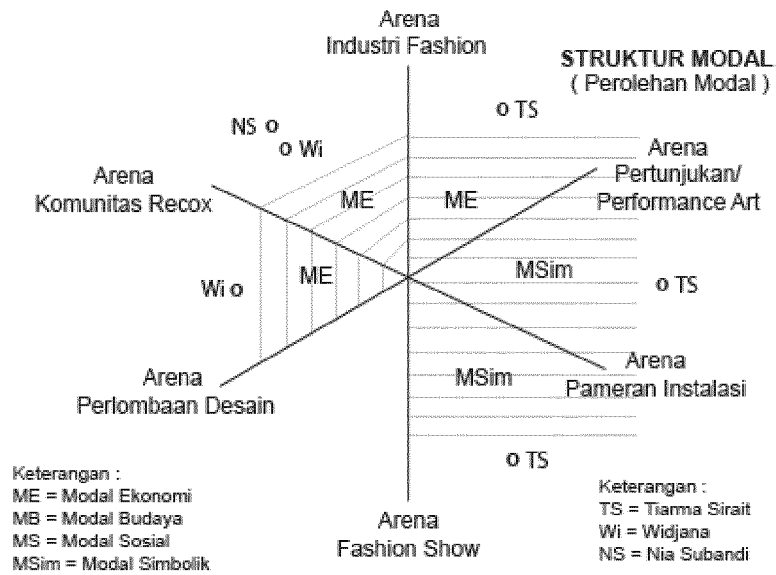 Arena
Industri Fashion
STRUKTUR MODAL
( Perolehan Modal )
TS
NS
Wi
Arena
Pertunjukan/
Performance Art
Arena
Komunitas Recox
ME
ME
MSim
TS
ME
Wi
Arena
Pameran Instalasi
MSim
Arena
Perlombaan Desain
TS
Keterangan :
ME = Modal Ekonomi
MB = Modal Budaya
MS = Modal Sosial
MSim = Modal Simbolik
Arena
Fashion Show
Keterangan :
TS = Tiarma Sirait
Wi = Widjana
NS = Nia Subandi